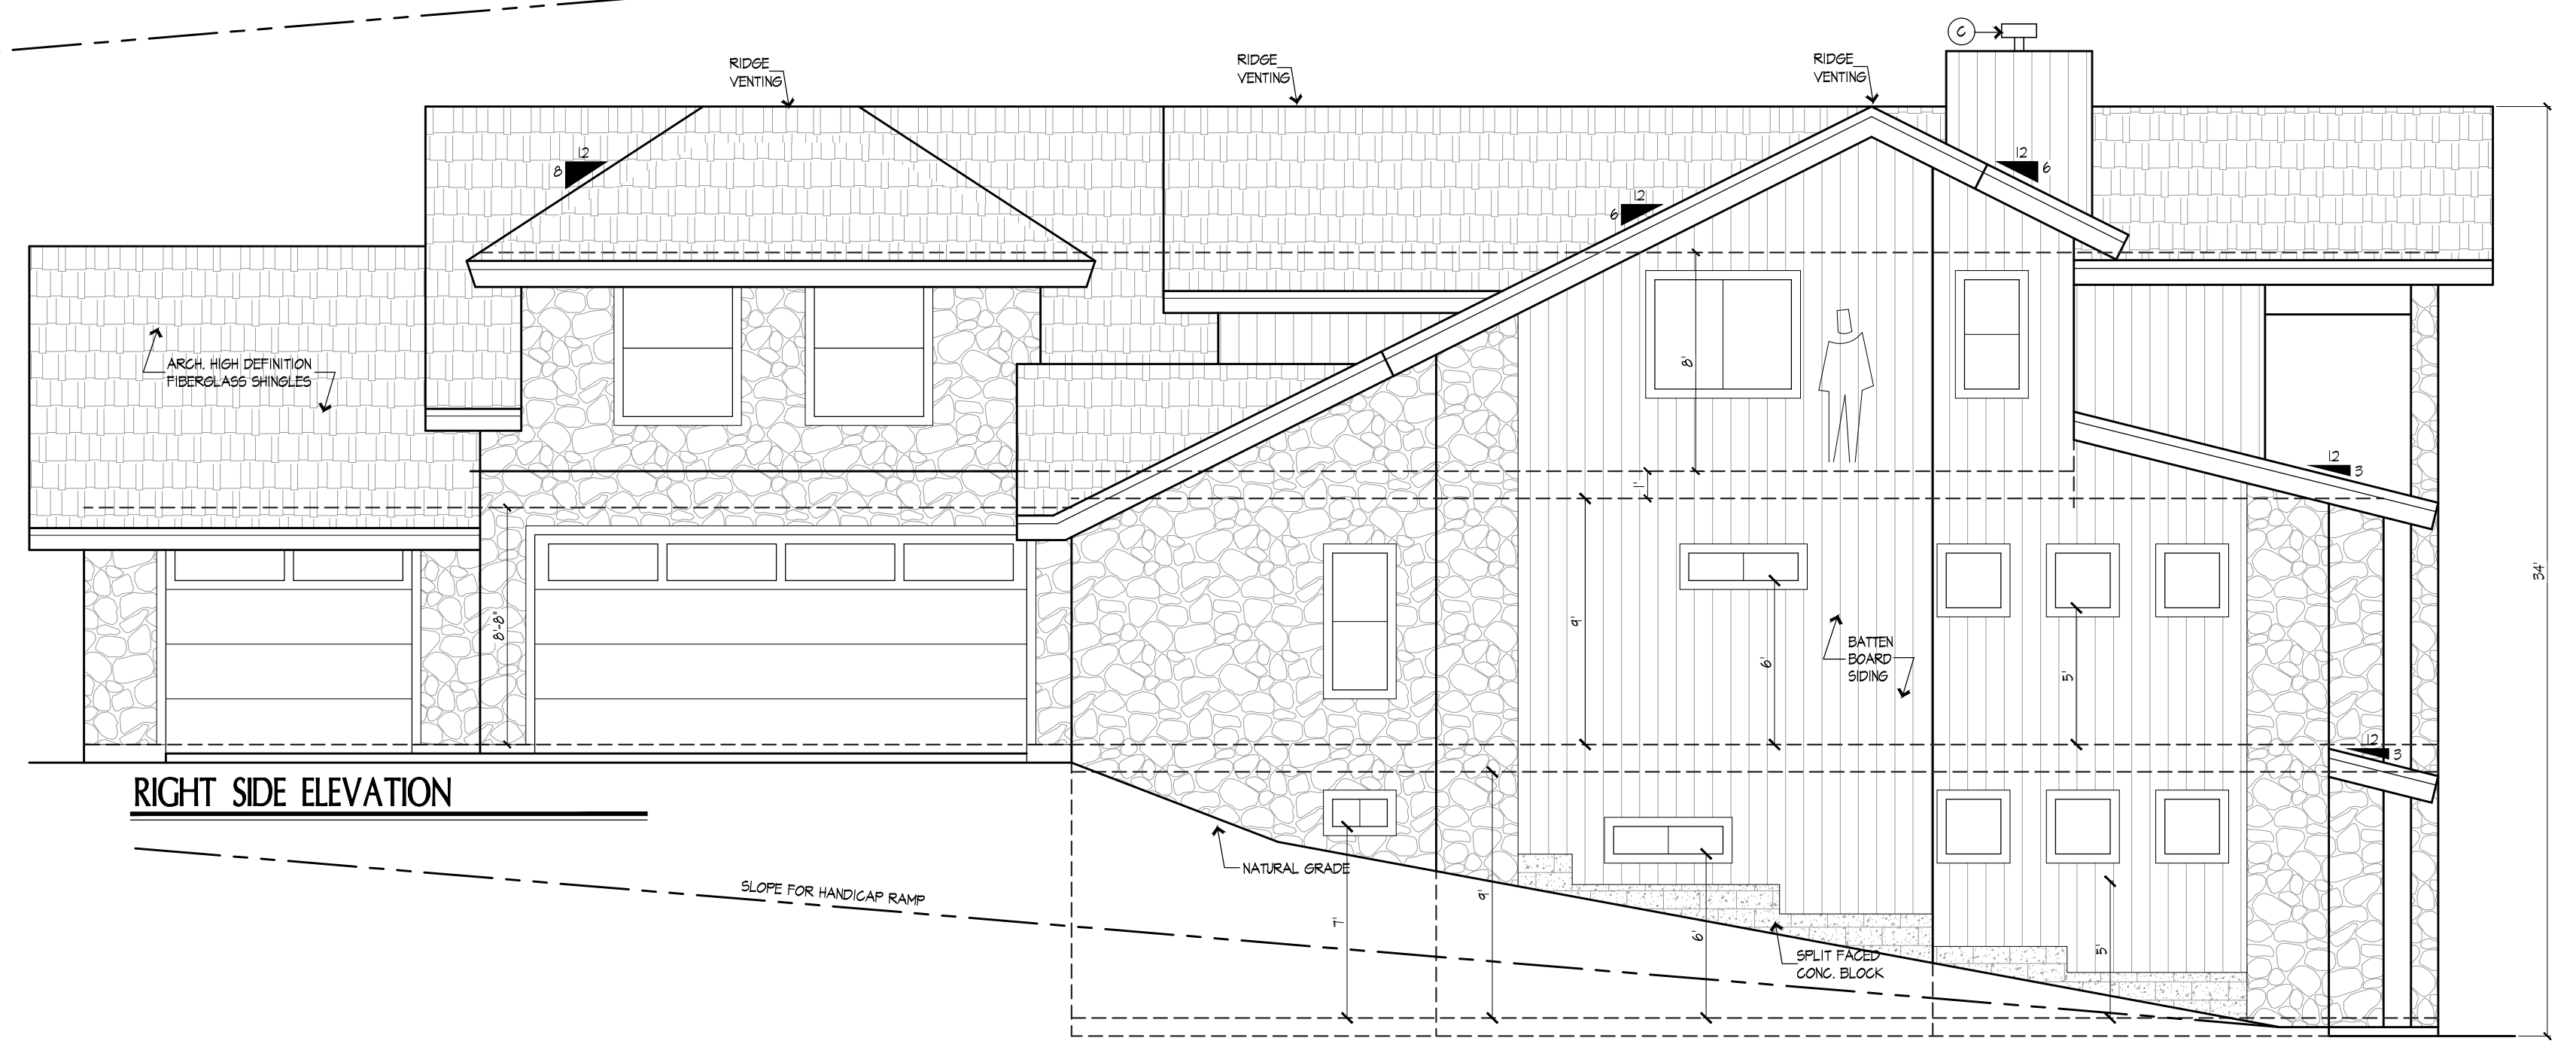 C
RIDGE
VENTING
RIDGE
VENTING
RIDGE
VENTING
12
8
12
6
12
6
ARCH. HIGH DEFINITION
FIBERGLASS SHINGLES
8'
1'
12
3
34'
8'-8"
9'
6'
BATTEN
BOARD
SIDING
5'
12
3
RIGHT SIDE ELEVATION
NATURAL GRADE
SLOPE FOR HANDICAP RAMP
7'
9'
6'
5'
SPLIT FACED
CONC. BLOCK